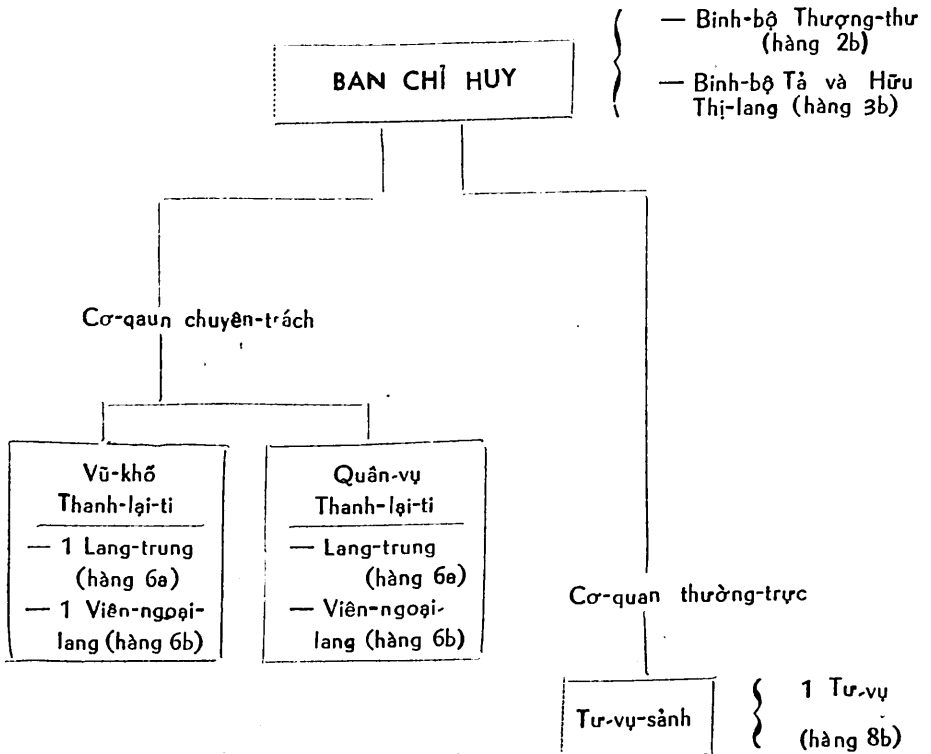 BAN CHỈ HUY
— Binh-bộ Thượng-thư
(hàng 2b)
— Binh-bộ Tả và Hữu
Thị-lang (hàng 3b)
Cơ-qaun chuyên-trách
Vũ-khố
Thanh-lại-ti
— 1 Lang-trung
(hàng 6a)
— 1 Viên-ngoại-
lang (hàng 6b)
Quân-vụ
Thanh-lại-ti
— Lang-trung
(hàng 6a)
— Viên-ngoại-
lang (hàng 6b)
Cơ-quan thường-trực
Tư-vụ-sảnh
1 Tư-vụ
(hàng 8b)